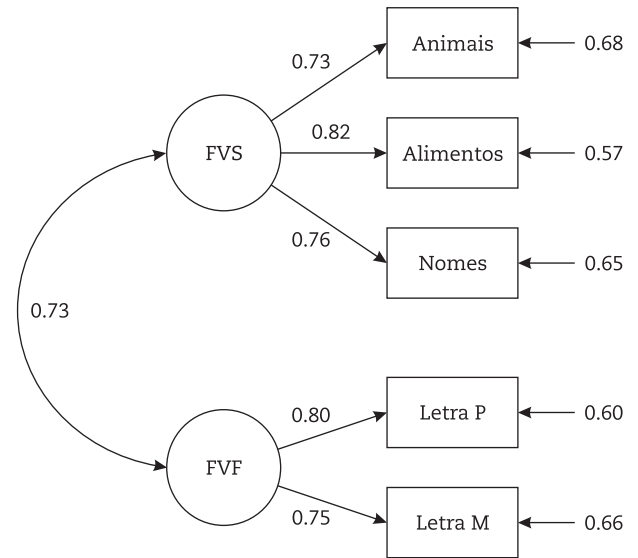 Animais
0.68
0.73
0.82
FVS
Alimentos
0.57
0.76
Nomes
0.65
0.73
0.80
Letra P
0.60
FVF
0.75
Letra M
0.66